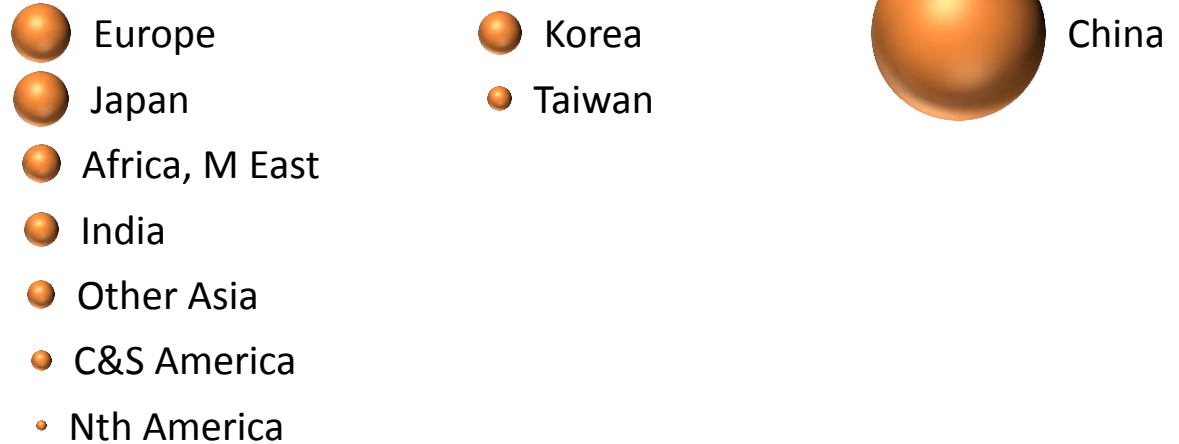 Europe
Japan
Africa, M East
India
Other Asia
C&S America
Nth America
Korea
Taiwan
China